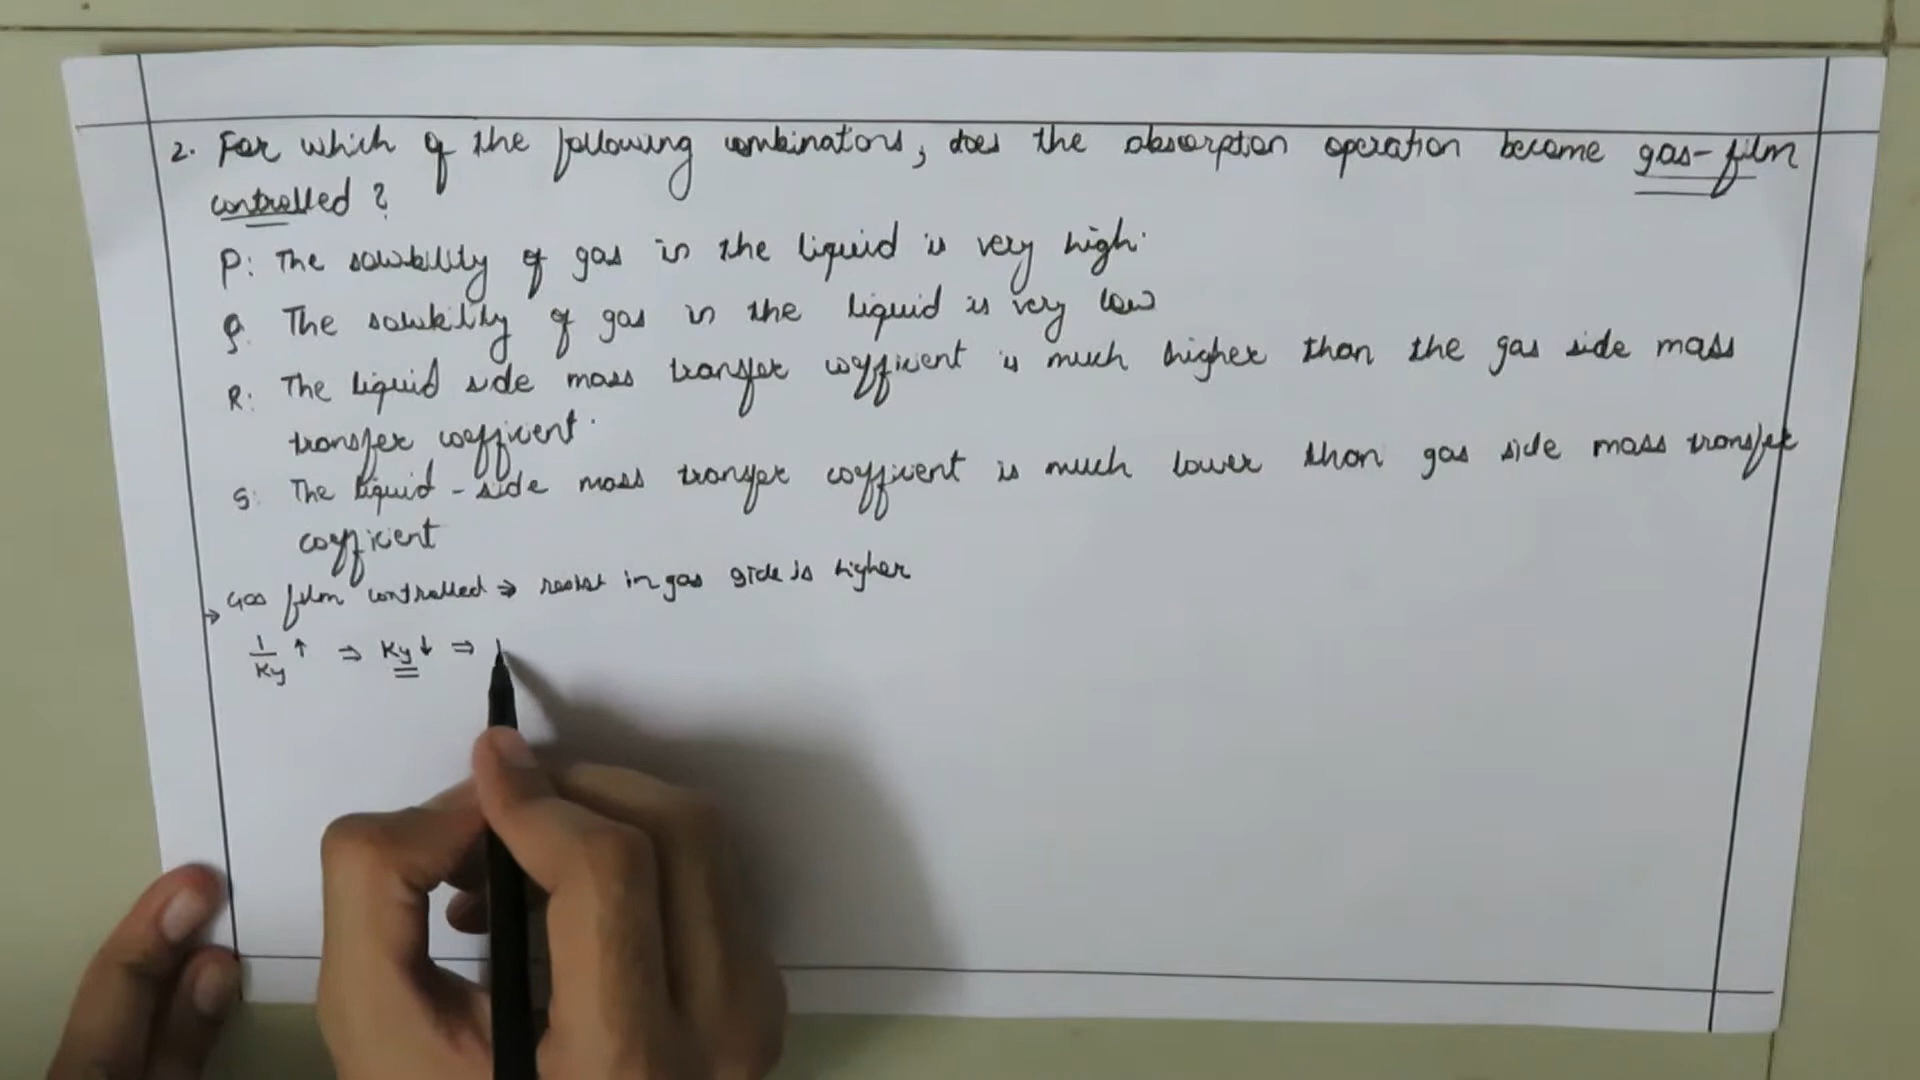 2. For which of the following combinations, does the absorption operation become gas-film
controlled?
P: The solubility of gas in the liquid is very high.
Q. The solubility of gas in the liquid is very low
R: The liquid side mass transfer coefficient is much higher than the gas side mass
transfer coefficient.
S: The liquid-side mass transfer coefficient is much lower than gas side mass transfer
coefficient
→ Gas film controlled ⇒ resist in gas side is higher
1/Ky ↑ ⇒ Ky ↓ ⇒